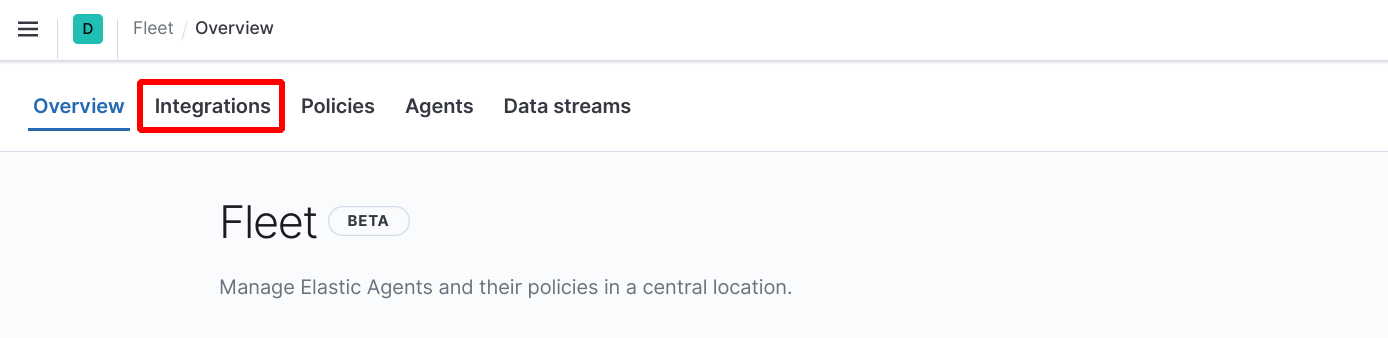 D Fleet / Overview
Overview Integrations Policies Agents Data streams
Fleet BETA
Manage Elastic Agents and their policies in a central location.